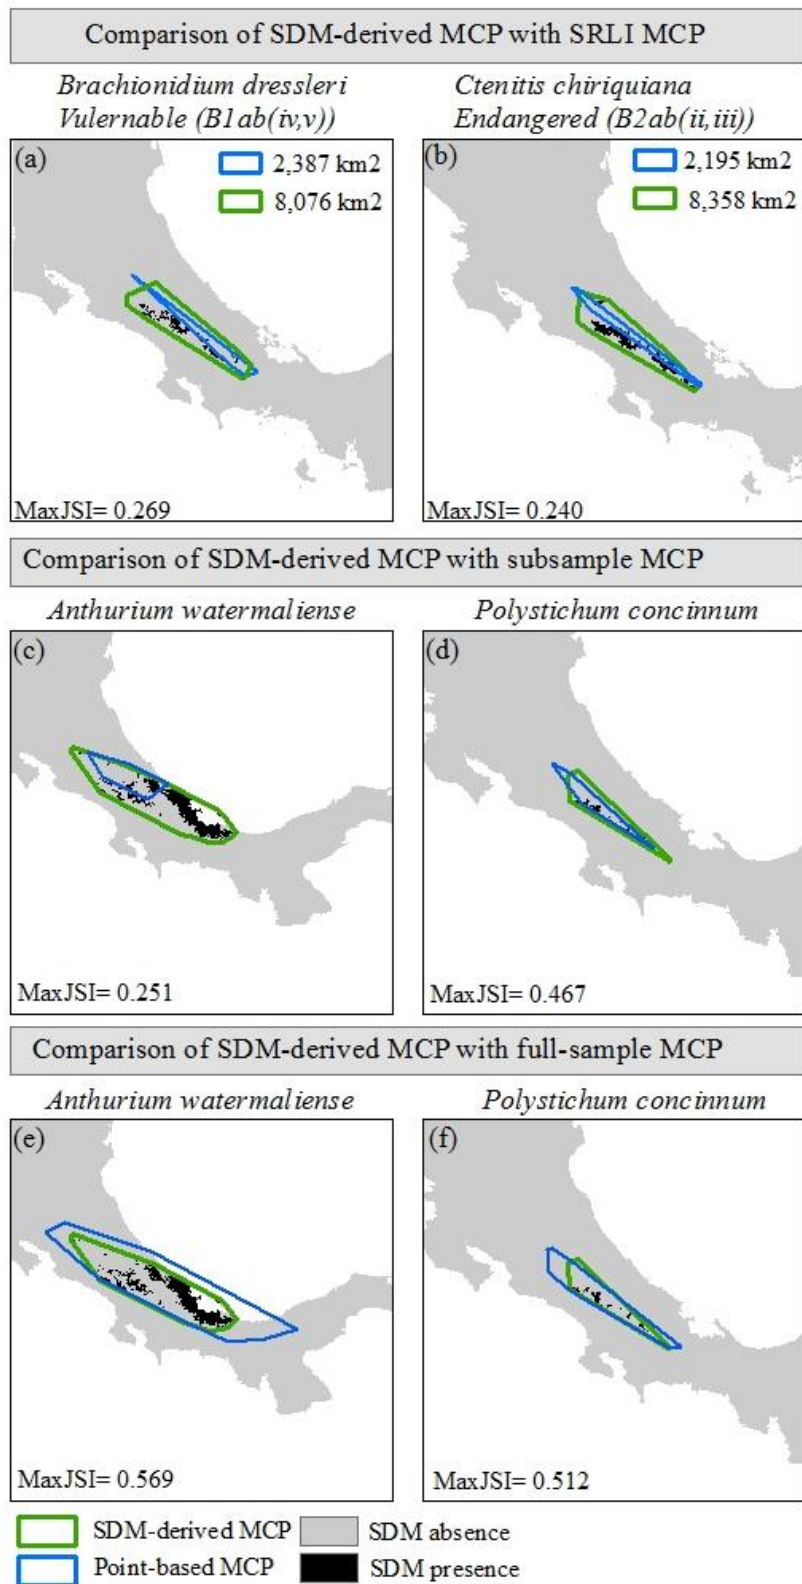 Comparison of SDM-derived MCP with SRLI MCP
Brachionidium dressleri
Vulernable (B1ab(iv,v))
Ctenitis chiriquiana
Endangered (B2ab(ii,iii))
(a)
2,387 km2
8,076 km2
MaxJSI= 0.269
(b)
2,195 km2
8,358 km2
MaxJSI= 0.240
Comparison of SDM-derived MCP with subsample MCP
Anthurium watermaliense
Polystichum concinnum
(c)
MaxJSI= 0.251
(d)
MaxJSI= 0.467
Comparison of SDM-derived MCP with full-sample MCP
Anthurium watermaliense
Polystichum concinnum
(e)
MaxJSI= 0.569
(f)
MaxJSI= 0.512
SDM-derived MCP
SDM absence
Point-based MCP
SDM presence